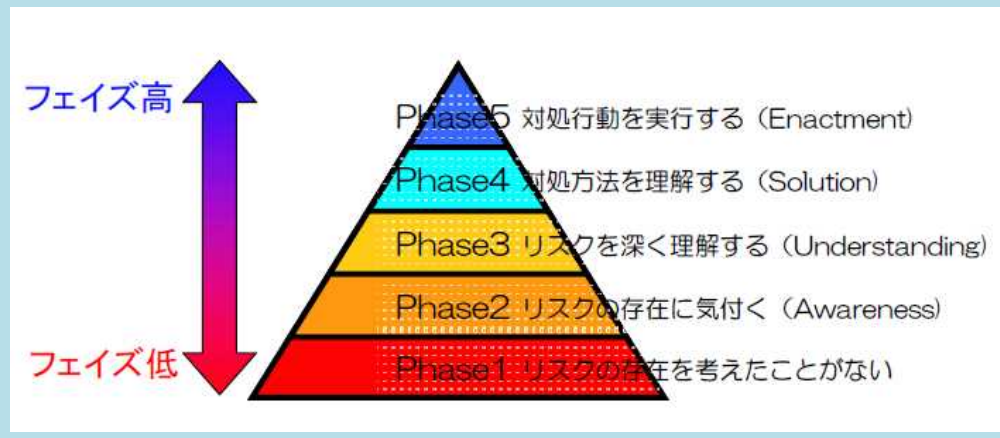 フェイズ高
Phase5 対処行動を実行する（Enactment）
Phase4 対処方法を理解する（Solution）
Phase3 リスクを深く理解する（Understanding）
Phase2 リスクの存在に気付く（Awareness）
フェイズ低
Phase1 リスクの存在を考えたことがない